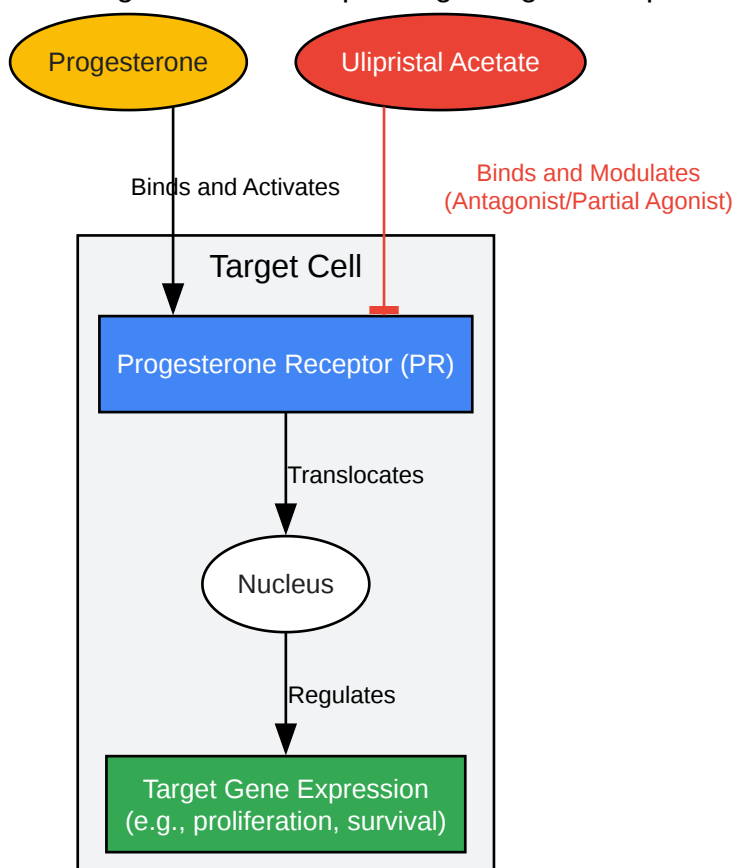 Progesterone
Ulipristal Acetate
Binds and Activates
Binds and Modulates
(Antagonist/Partial Agonist)
Target Cell
Progesterone Receptor (PR)
Translocates
Nucleus
Regulates
Target Gene Expression
(e.g., proliferation, survival)